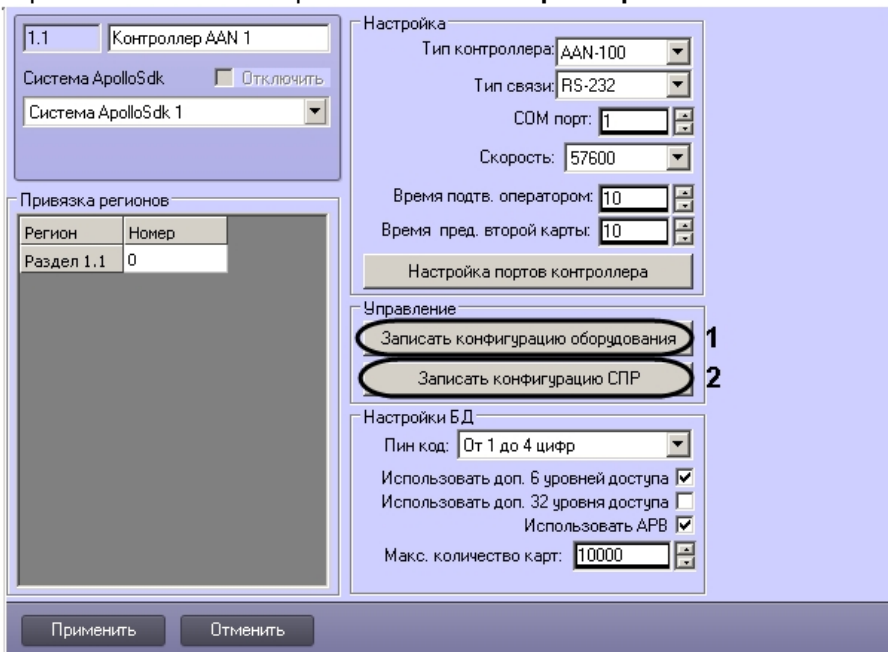 1.1 Контроллер AAN 1
Система ApolloSdk Отключить
Система ApolloSdk 1
Привязка регионов
Регион Номер
Раздел 1.1 0
Настройка
Тип контроллера: AAN-100
Тип связи: RS-232
COM порт: 1
Скорость: 57600
Время подтв. оператором: 10
Время пред. второй карты: 10
Настройка портов контроллера
Управление
Записать конфигурацию оборудования 1
Записать конфигурацию СПР 2
Настройки БД
Пин код: От 1 до 4 цифр
Использовать доп. 6 уровней доступа
Использовать доп. 32 уровня доступа
Использовать APB
Макс. количество карт: 10000
Применить Отменить